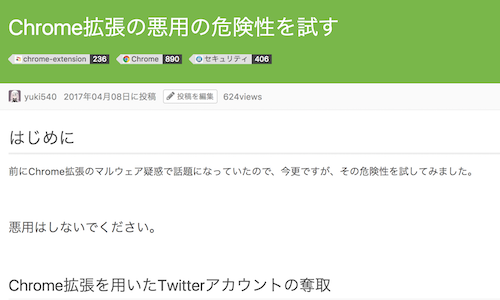 Chrome拡張の悪用の危険性を試す
chrome-extension 236 Chrome 890 セキュリティ 406
yuki540 2017年04月08日に投稿 投稿を編集 624views
はじめに
前にChrome拡張のマルウェア疑惑で話題になっていたので、今更ですが、その危険性を試してみました。
悪用はしないでください。
Chrome拡張を用いたTwitterアカウントの奪取